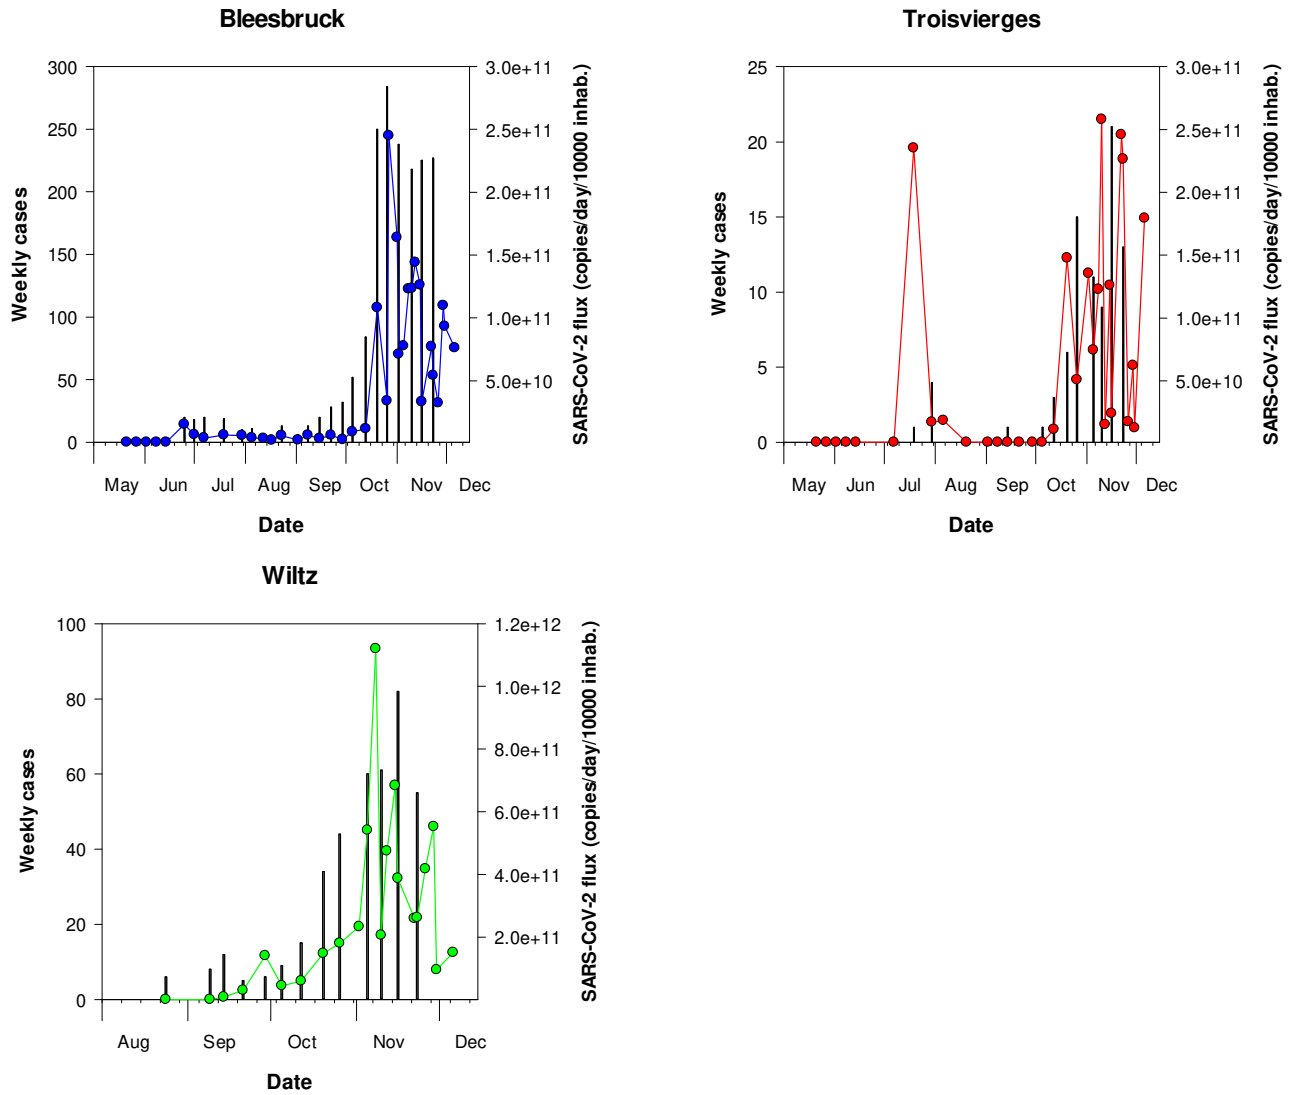 Bleesbruck
300
250
200
150
100
50
0
Weekly cases
3.0e+11
2.5e+11
2.0e+11
1.5e+11
1.0e+11
5.0e+10
SARS-CoV-2 flux (copies/day/10000 inhab.)
May Jun Jul Aug Sep Oct Nov Dec
Date
Troisvierges
25
20
15
10
5
0
Weekly cases
3.0e+11
2.5e+11
2.0e+11
1.5e+11
1.0e+11
5.0e+10
SARS-CoV-2 flux (copies/day/10000 inhab.)
May Jun Jul Aug Sep Oct Nov Dec
Date
Wiltz
100
80
60
40
20
0
Weekly cases
1.2e+12
1.0e+12
8.0e+11
6.0e+11
4.0e+11
2.0e+11
SARS-CoV-2 flux (copies/day/10000 inhab.)
Aug Sep Oct Nov Dec
Date